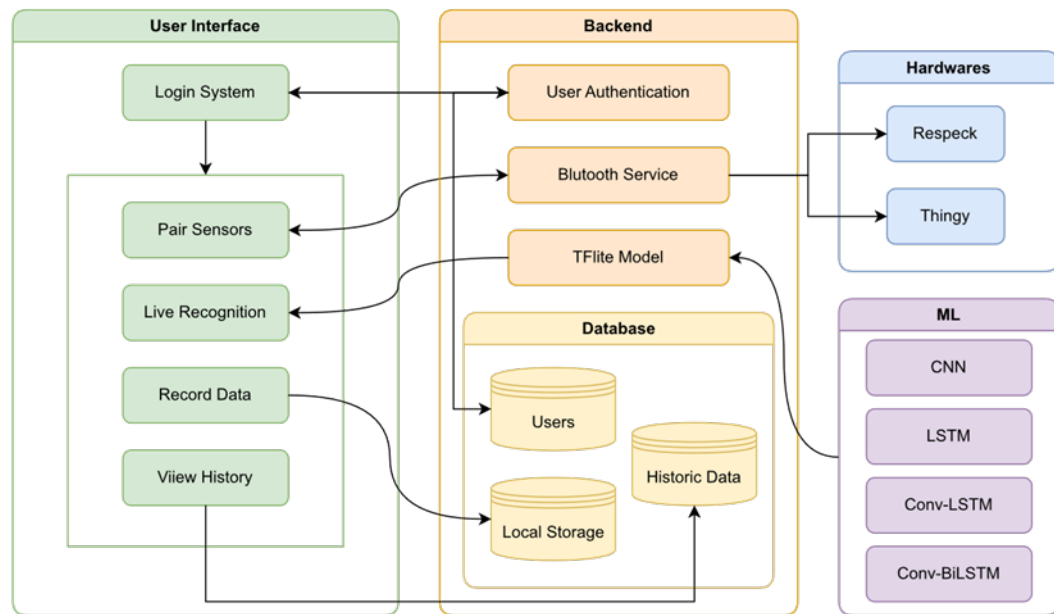 User Interface
Login System
Pair Sensors
Live Recognition
Record Data
Viiew History
Backend
User Authentication
Blutooth Service
TFlite Model
Database
Users
Historic Data
Local Storage
Hardwares
Respeck
Thingy
ML
CNN
LSTM
Conv-LSTM
Conv-BiLSTM